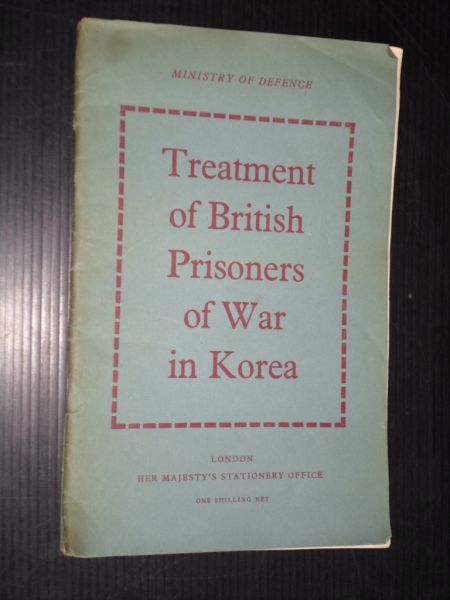 MINISTRY OF DEFENCE
Treatment
of British
Prisoners
of War
in Korea
LONDON
HER MAJESTY'S STATIONERY OFFICE
ONE SHILLING NET